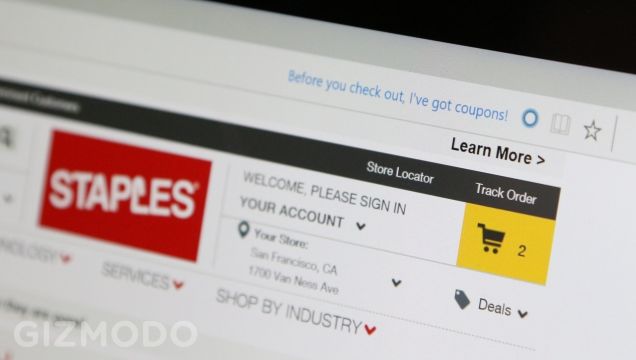 Before you check out, I've got coupons!
Learn More >
Customers
Store Locator
Track Order
STAPLES
WELCOME, PLEASE SIGN IN
YOUR ACCOUNT
2
Your Store:
San Francisco, CA
1700 Van Ness Ave
SERVICES
SHOP BY INDUSTRY
Deals
GIZMODO